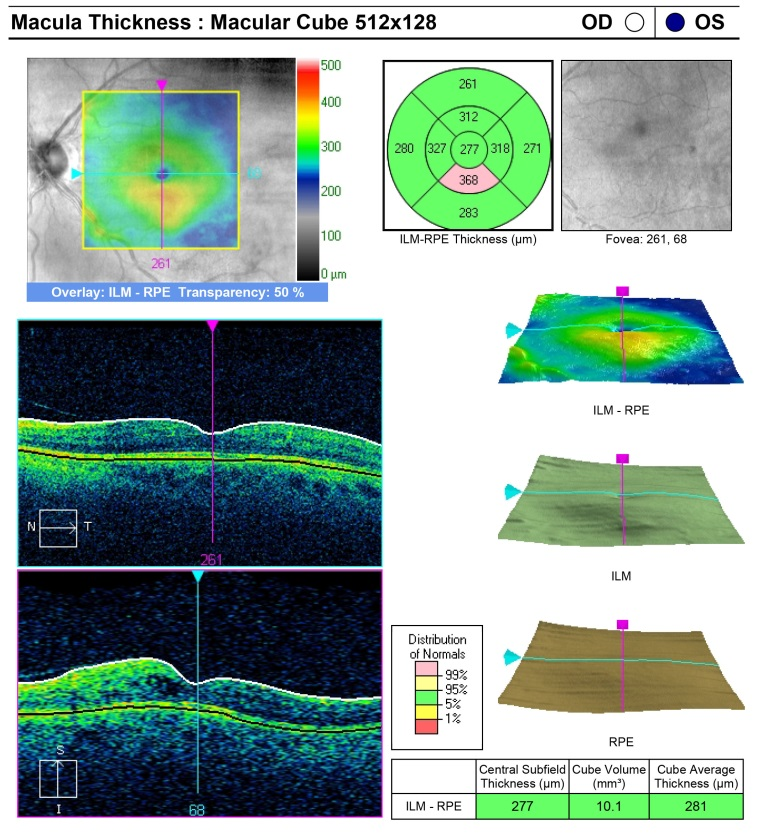 Macula Thickness : Macular Cube 512x128
OD OS
500
400
300
200
100
0 µm
261
Overlay: ILM - RPE Transparency: 50 %
261
312
280
327
277
318
271
368
283
ILM-RPE Thickness (µm)
Fovea: 261, 68
ILM - RPE
N T
261
ILM
S
I
68
Distribution
of Normals
99%
95%
5%
1%
RPE
Central Subfield
Thickness (µm)
Cube Volume
(mm³)
Cube Average
Thickness (µm)
ILM - RPE 277 10.1 281